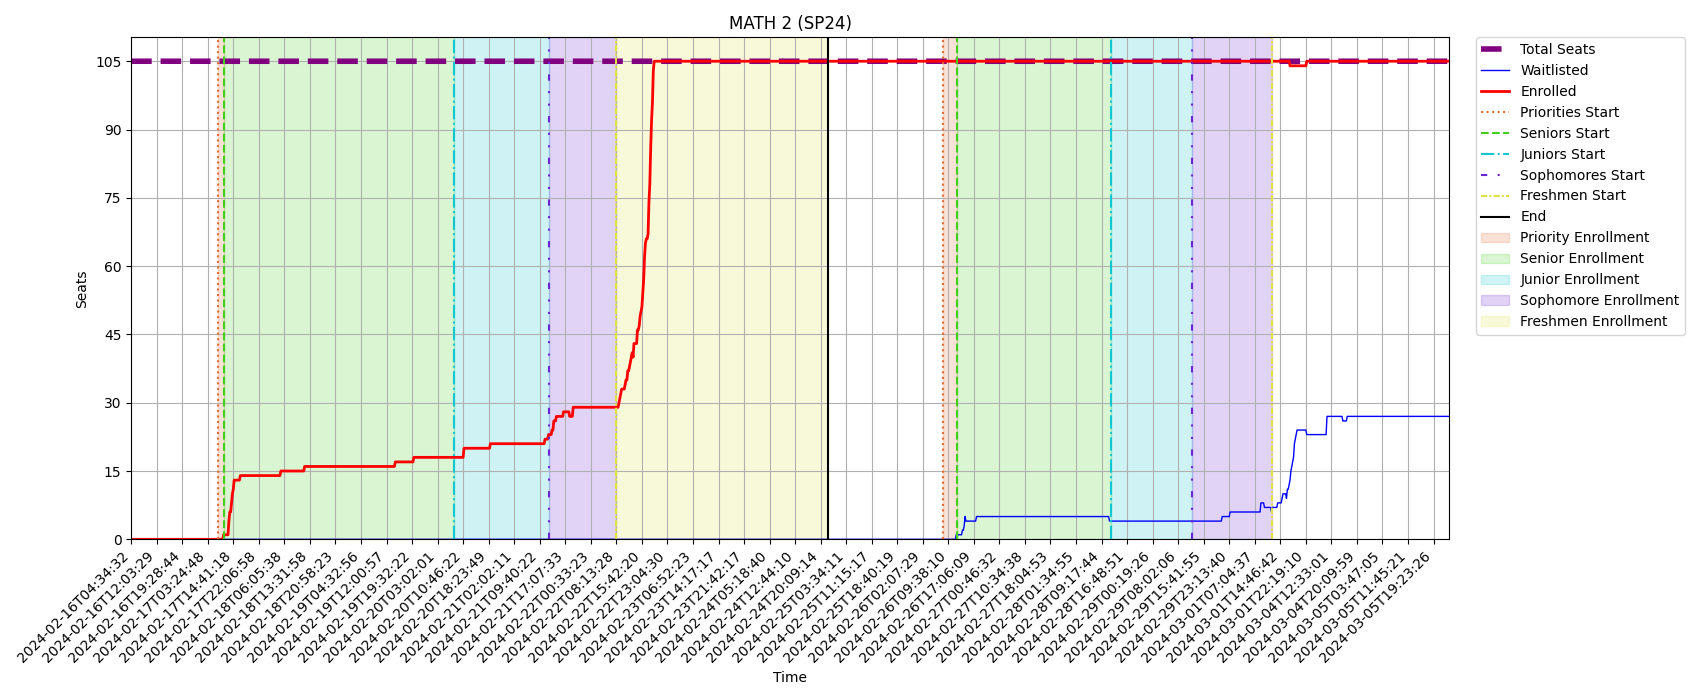 MATH 2 (SP24)
105
90
75
60
45
30
15
0
Seats
2024-02-16T04:34:32
2024-02-16T12:03:29
2024-02-16T19:28:44
2024-02-17T03:24:48
2024-02-17T14:41:18
2024-02-17T22:06:58
2024-02-18T06:05:38
2024-02-18T13:31:58
2024-02-18T20:58:23
2024-02-19T04:32:56
2024-02-19T12:00:57
2024-02-19T19:32:22
2024-02-20T03:02:01
2024-02-20T10:46:22
2024-02-20T18:23:49
2024-02-21T02:02:11
2024-02-21T09:40:22
2024-02-21T17:07:33
2024-02-22T00:33:23
2024-02-22T08:13:28
2024-02-22T15:42:20
2024-02-22T23:04:30
2024-02-23T06:52:23
2024-02-23T14:17:17
2024-02-23T21:42:17
2024-02-24T05:18:40
2024-02-24T12:44:10
2024-02-24T20:09:14
2024-02-25T03:34:11
2024-02-25T11:15:17
2024-02-25T18:40:19
2024-02-26T02:07:29
2024-02-26T09:38:10
2024-02-26T17:06:09
2024-02-27T00:46:32
2024-02-27T10:34:38
2024-02-27T18:04:53
2024-02-28T01:34:55
2024-02-28T09:17:44
2024-02-28T16:48:51
2024-02-29T00:19:26
2024-02-29T08:02:06
2024-02-29T15:41:55
2024-02-29T23:13:40
2024-03-01T07:04:37
2024-03-01T14:46:42
2024-03-01T22:19:10
2024-03-04T12:33:01
2024-03-04T20:09:59
2024-03-05T03:47:05
2024-03-05T11:45:21
2024-03-05T19:23:26
Time
Total Seats
Waitlisted
Enrolled
Priorities Start
Seniors Start
Juniors Start
Sophomores Start
Freshmen Start
End
Priority Enrollment
Senior Enrollment
Junior Enrollment
Sophomore Enrollment
Freshmen Enrollment